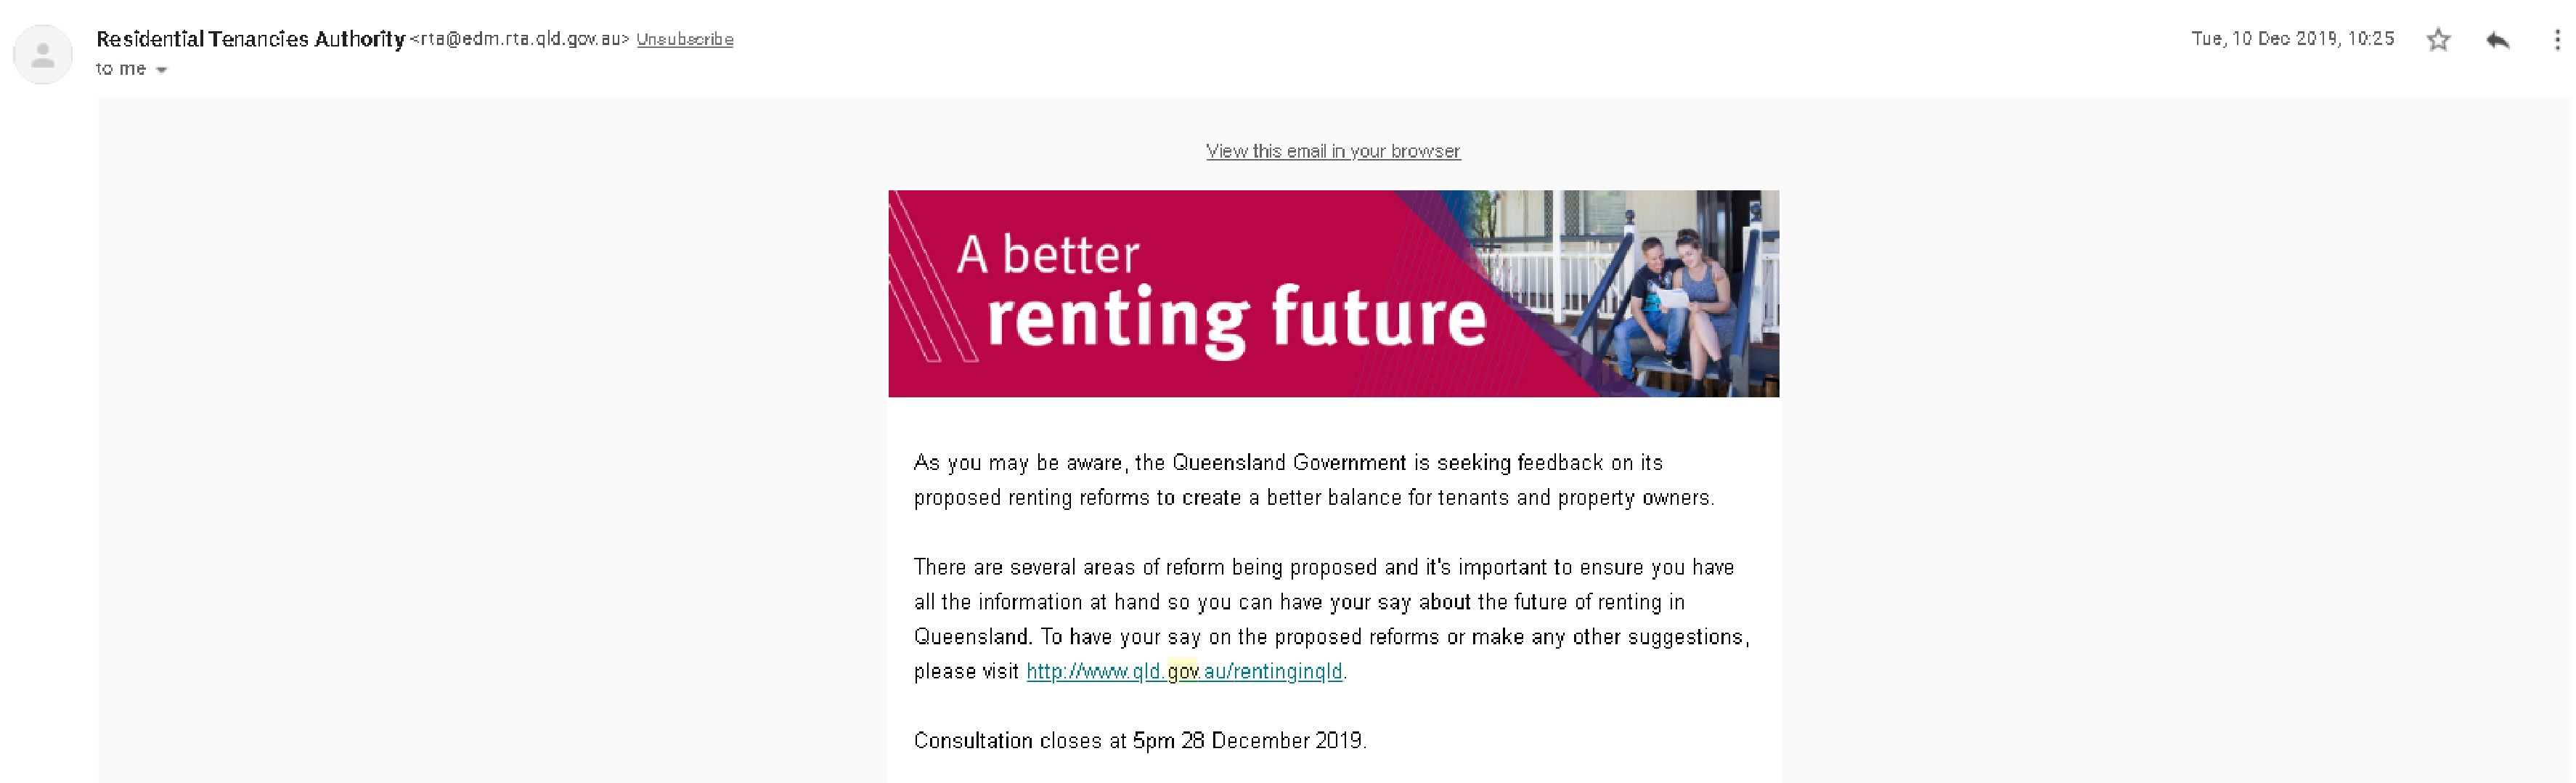 Residential Tenancies Authority <rta@edm.rta.qld.gov.au> Unsubscribe
Tue, 10 Dec 2019, 10:25
to me
View this email in your browser
A better
renting future
As you may be aware, the Queensland Government is seeking feedback on its
proposed renting reforms to create a better balance for tenants and property owners.
There are several areas of reform being proposed and it's important to ensure you have
all the information at hand so you can have your say about the future of renting in
Queensland. To have your say on the proposed reforms or make any other suggestions,
please visit http://www.qld.gov.au/rentinginqld.
Consultation closes at 5pm 28 December 2019.